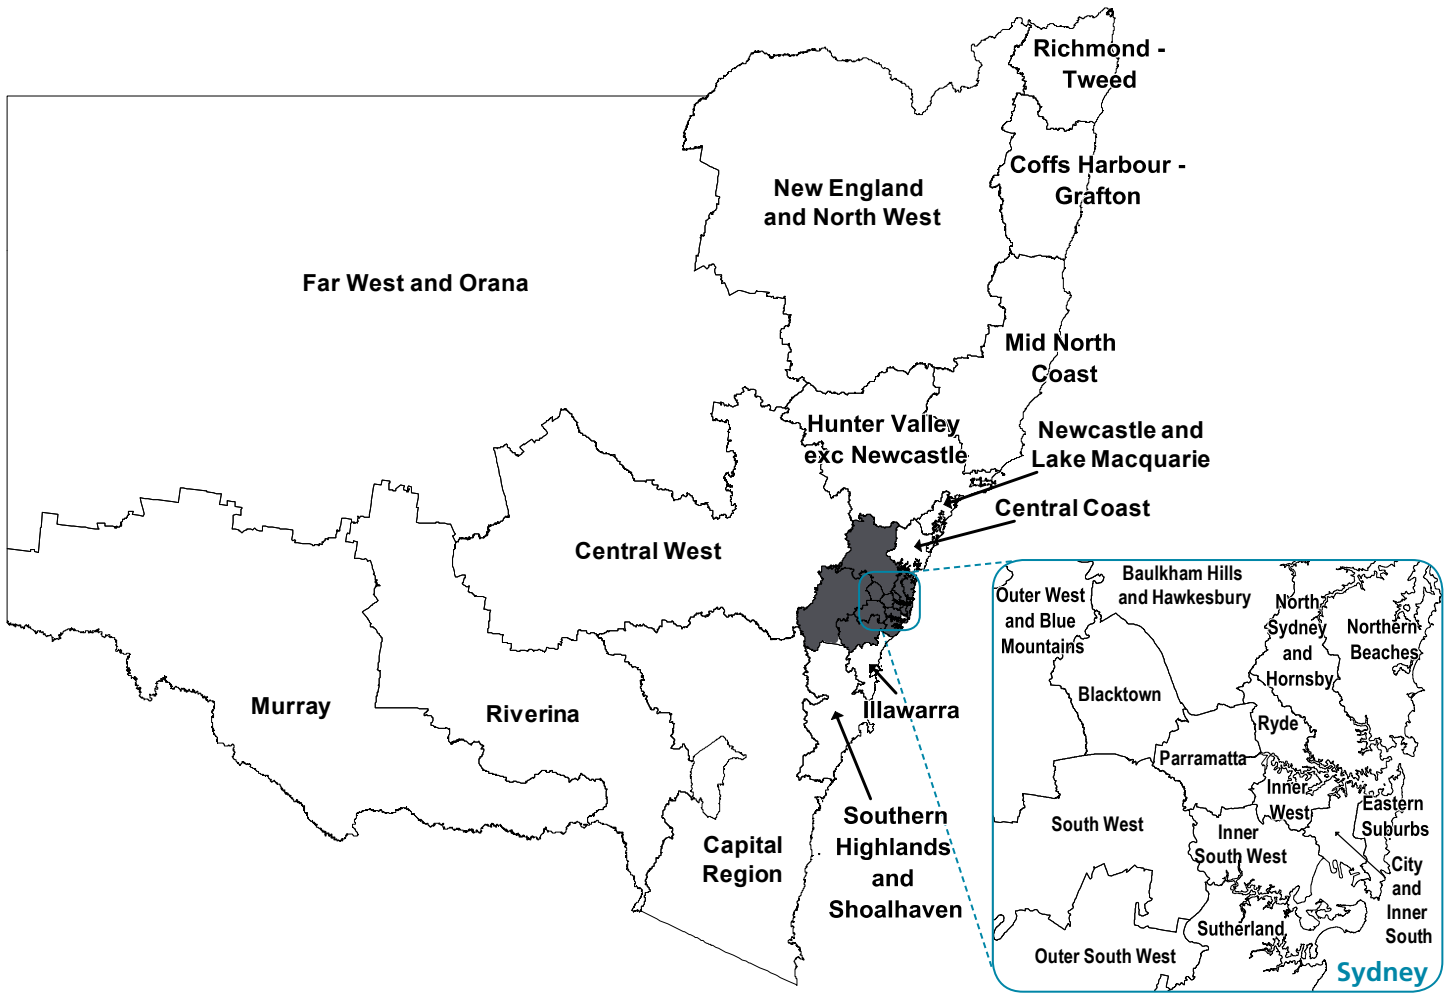 Richmond -
Tweed
Coffs Harbour -
Grafton
New England
and North West
Far West and Orana
Mid North
Coast
Hunter Valley
exc Newcastle
Newcastle and
Lake Macquarie
Central Coast
Central West
Murray
Riverina
Illawarra
Southern
Highlands
and
Shoalhaven
Capital
Region
Outer West
and Blue
Mountains
Baulkham Hills
and Hawkesbury
North
Sydney
and
Hornsby
Northern
Beaches
Blacktown
Ryde
Parramatta
Inner
West
Eastern
Suburbs
South West
Inner
South West
City
and
Inner
South
Sutherland
Outer South West
Sydney